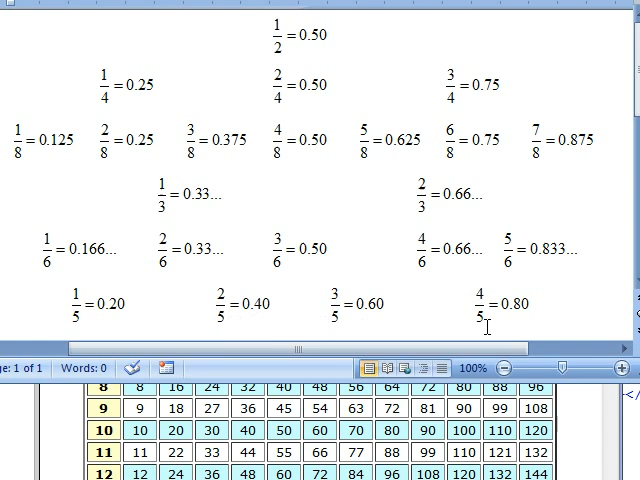 1/2 = 0.50
1/4 = 0.25 2/4 = 0.50 3/4 = 0.75
1/8 = 0.125 2/8 = 0.25 3/8 = 0.375 4/8 = 0.50 5/8 = 0.625 6/8 = 0.75 7/8 = 0.875
1/3 = 0.33... 2/3 = 0.66...
1/6 = 0.166... 2/6 = 0.33... 3/6 = 0.50 4/6 = 0.66... 5/6 = 0.833...
1/5 = 0.20 2/5 = 0.40 3/5 = 0.60 4/5 = 0.80
ge: 1 of 1 Words: 0 100%
8 8 16 24 32 40 48 56 64 72 80 88 96
9 9 18 27 36 45 54 63 72 81 90 99 108
10 10 20 30 40 50 60 70 80 90 100 110 120
11 11 22 33 44 55 66 77 88 99 110 121 132
12 12 24 36 48 60 72 84 96 108 120 132 144